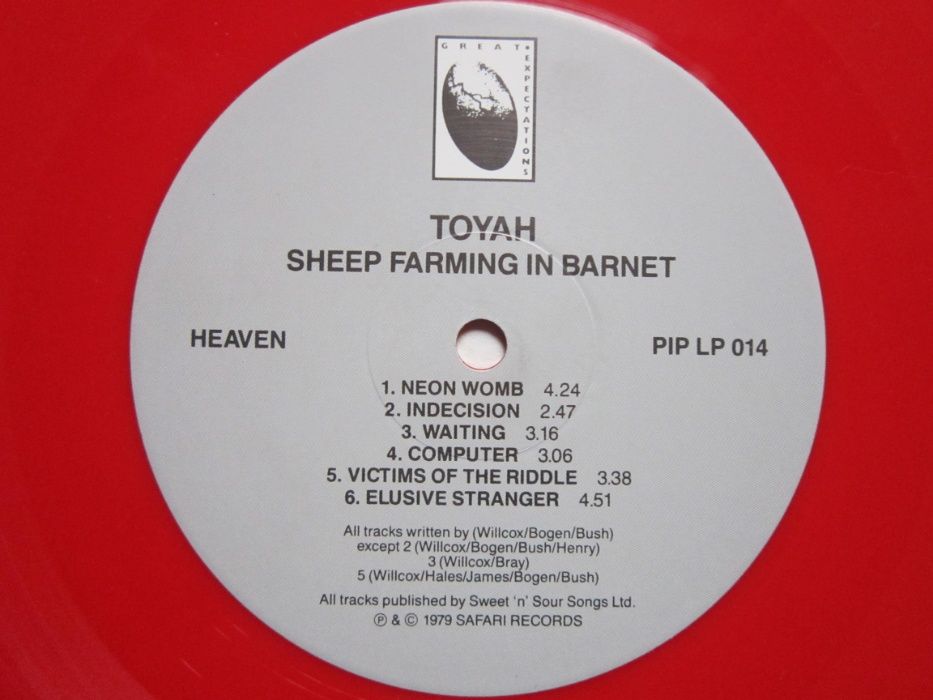 GREAT • EXPECTATIONS
TOYAH
SHEEP FARMING IN BARNET
HEAVEN
PIP LP 014
1. NEON WOMB 4.24
2. INDECISION 2.47
3. WAITING 3.16
4. COMPUTER 3.06
5. VICTIMS OF THE RIDDLE 3.38
6. ELUSIVE STRANGER 4.51
All tracks written by (Willcox/Bogen/Bush)
except 2 (Willcox/Bogen/Bush/Henry)
3 (Willcox/Bray)
5 (Willcox/Hales/James/Bogen/Bush)
All tracks published by Sweet 'n' Sour Songs Ltd.
℗ & © 1979 SAFARI RECORDS